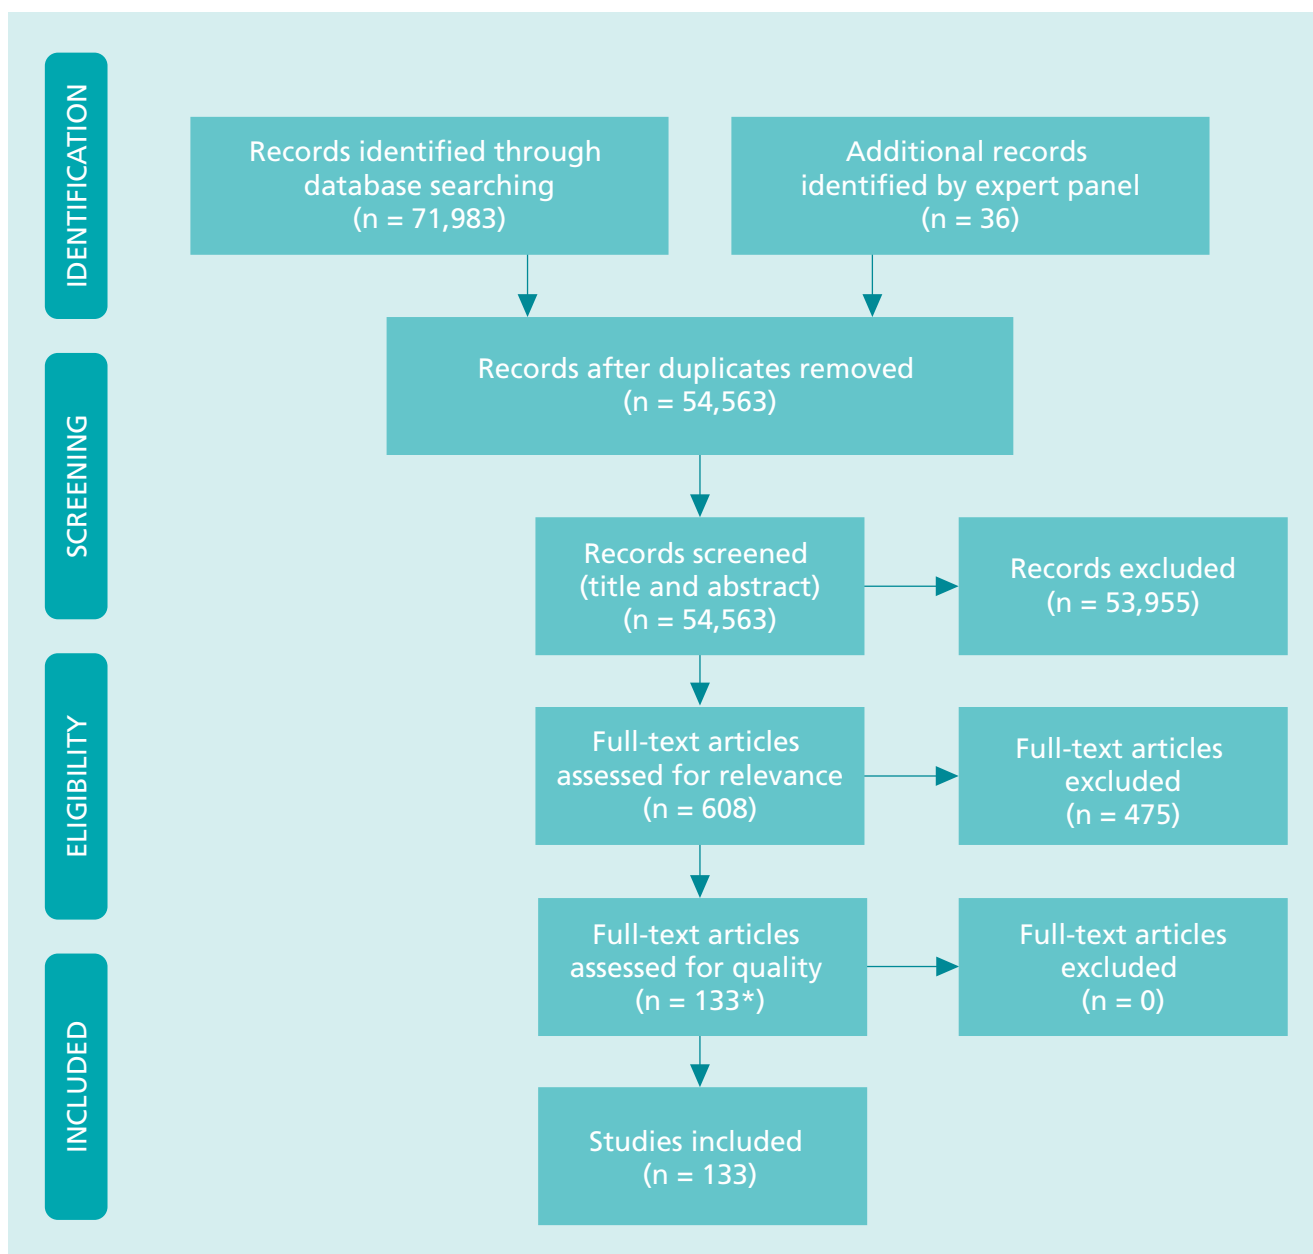 IDENTIFICATION
Records identified through
database searching
(n = 71,983)
Additional records
identified by expert panel
(n = 36)
SCREENING
Records after duplicates removed
(n = 54,563)
Records screened
(title and abstract)
(n = 54,563)
Records excluded
(n = 53,955)
ELIGIBILITY
Full-text articles
assessed for relevance
(n = 608)
Full-text articles
excluded
(n = 475)
Full-text articles
assessed for quality
(n = 133*)
Full-text articles
excluded
(n = 0)
INCLUDED
Studies included
(n = 133)